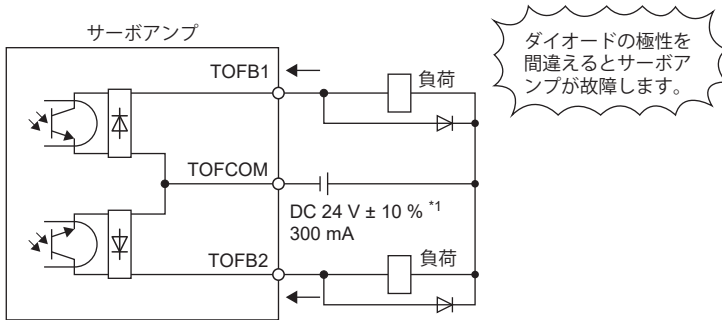 サーボアンプ
TOFB1
負荷
ダイオードの極性を
間違えるとサーボア
ンプが故障します。
TOFCOM
DC 24 V ± 10 % *1
300 mA
TOFB2
負荷